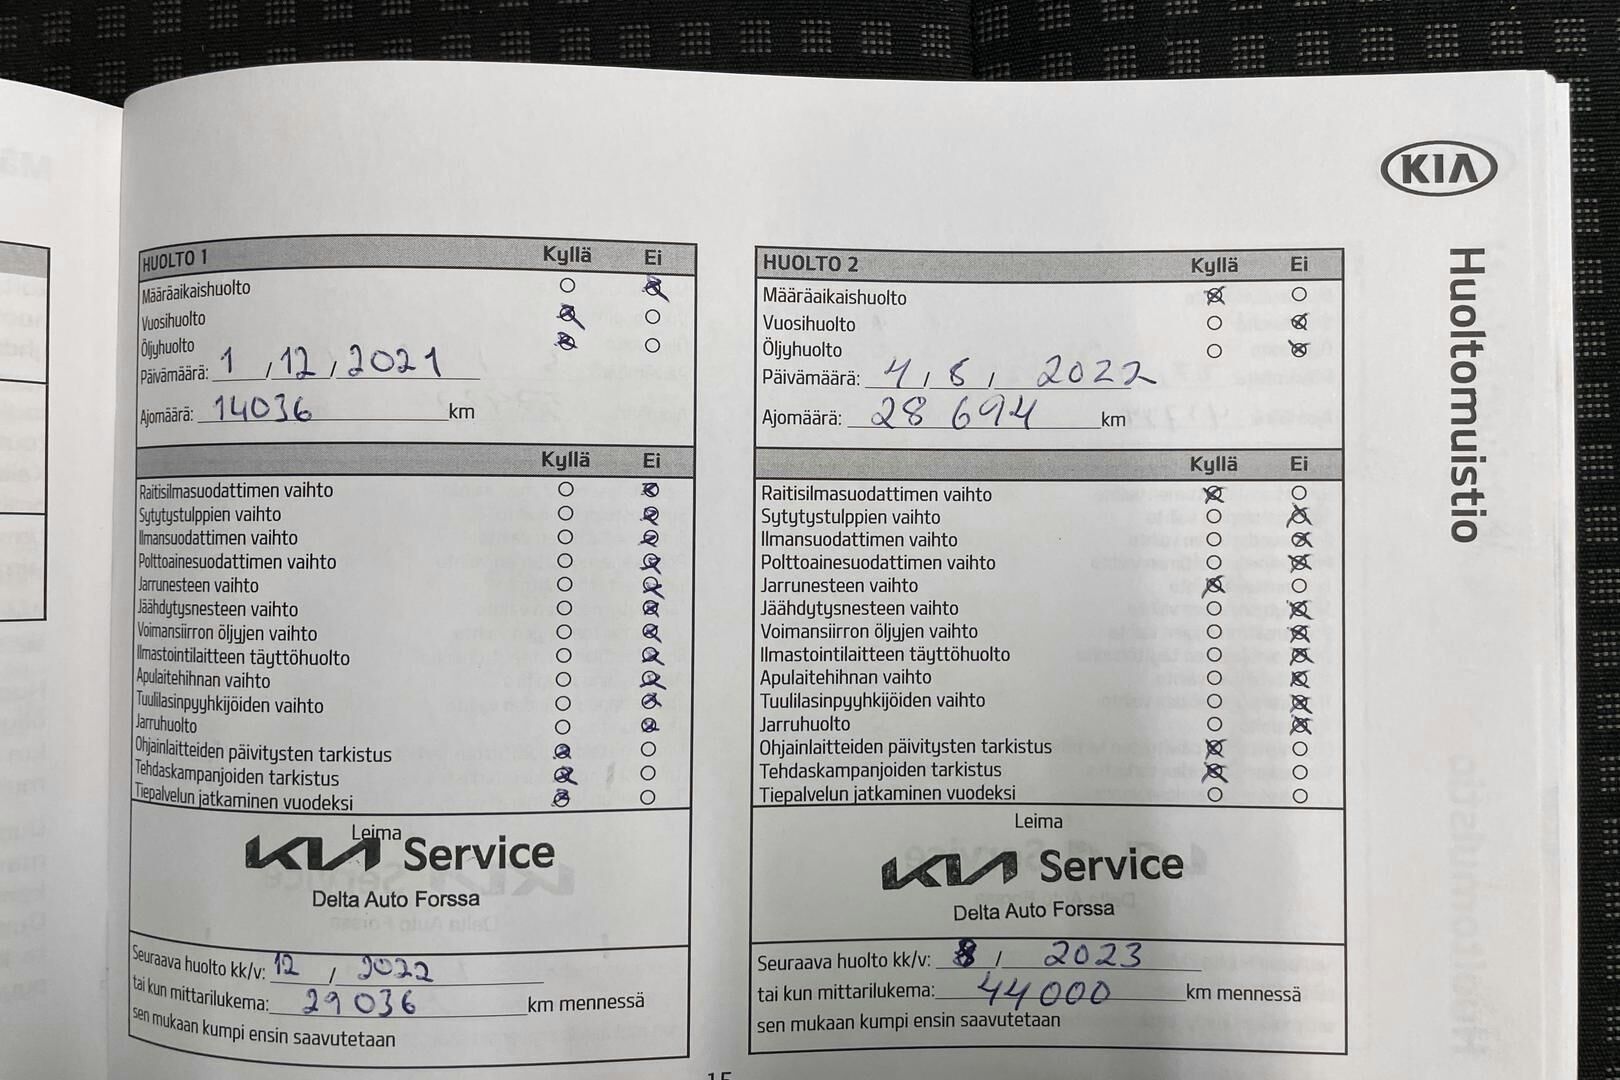 KIA
Huoltomuistio
HUOLTO 1 Kyllä Ei
Määräaikaishuolto
Vuosihuolto
Öljyhuolto
Päivämäärä: 1 / 12 / 2021
Ajomäärä: 14036 km
Kyllä Ei
Raitisilmasuodattimen vaihto
Sytytystulppien vaihto
Ilmansuodattimen vaihto
Polttoainesuodattimen vaihto
Jarrunesteen vaihto
Jäähdytysnesteen vaihto
Voimansiirron öljyjen vaihto
Ilmastointilaitteen täyttöhuolto
Apulaitehihnan vaihto
Tuulilasinpyyhkijöiden vaihto
Jarruhuolto
Ohjainlaitteiden päivitysten tarkistus
Tehdaskampanjoiden tarkistus
Tiepalvelun jatkaminen vuodeksi
Leima
KIA Service
Delta Auto Forssa
Seuraava huolto kk/v: 12 / 2022
tai kun mittarilukema: 29036 km mennessä
sen mukaan kumpi ensin saavutetaan
HUOLTO 2 Kyllä Ei
Määräaikaishuolto
Vuosihuolto
Öljyhuolto
Päivämäärä: 4 / 8 / 2022
Ajomäärä: 28 694 km
Kyllä Ei
Raitisilmasuodattimen vaihto
Sytytystulppien vaihto
Ilmansuodattimen vaihto
Polttoainesuodattimen vaihto
Jarrunesteen vaihto
Jäähdytysnesteen vaihto
Voimansiirron öljyjen vaihto
Ilmastointilaitteen täyttöhuolto
Apulaitehihnan vaihto
Tuulilasinpyyhkijöiden vaihto
Jarruhuolto
Ohjainlaitteiden päivitysten tarkistus
Tehdaskampanjoiden tarkistus
Tiepalvelun jatkaminen vuodeksi
Leima
KIA Service
Delta Auto Forssa
Seuraava huolto kk/v: 8 / 2023
tai kun mittarilukema: 44000 km mennessä
sen mukaan kumpi ensin saavutetaan
15